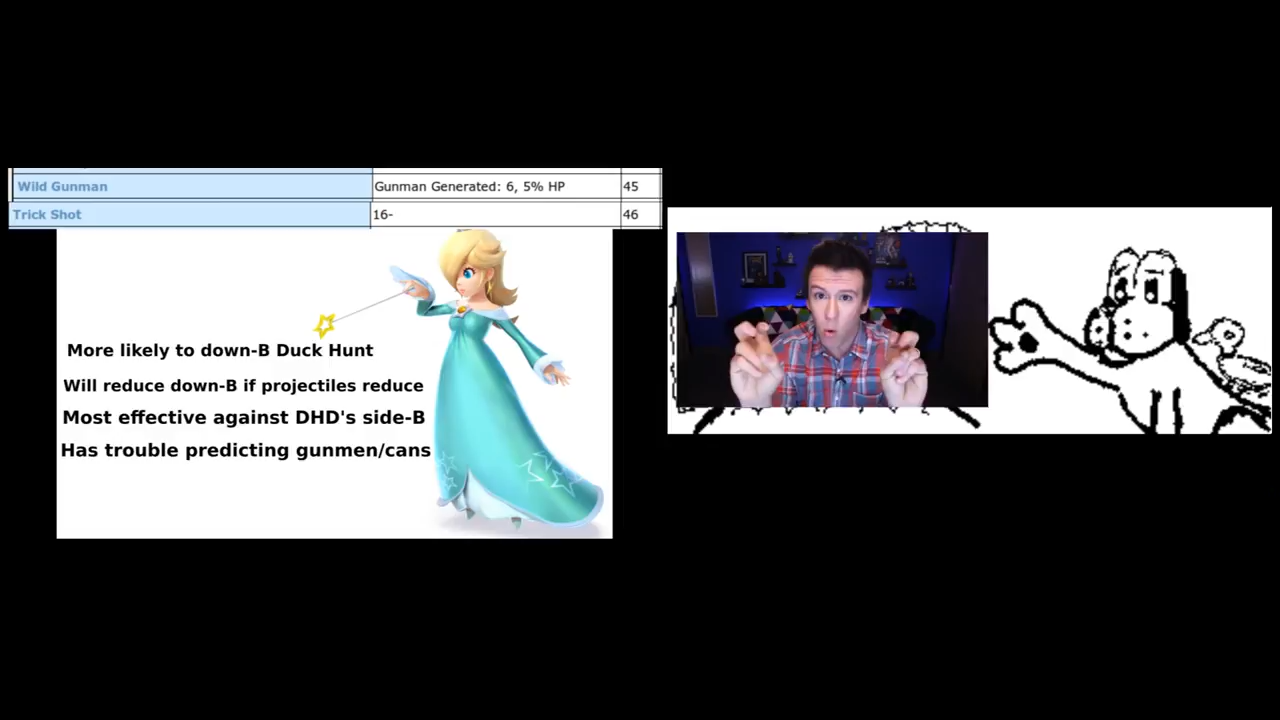 Wild Gunman Gunman Generated: 6, 5% HP 45
Trick Shot 16- 46
More likely to down-B Duck Hunt
Will reduce down-B if projectiles reduce
Most effective against DHD's side-B
Has trouble predicting gunmen/cans